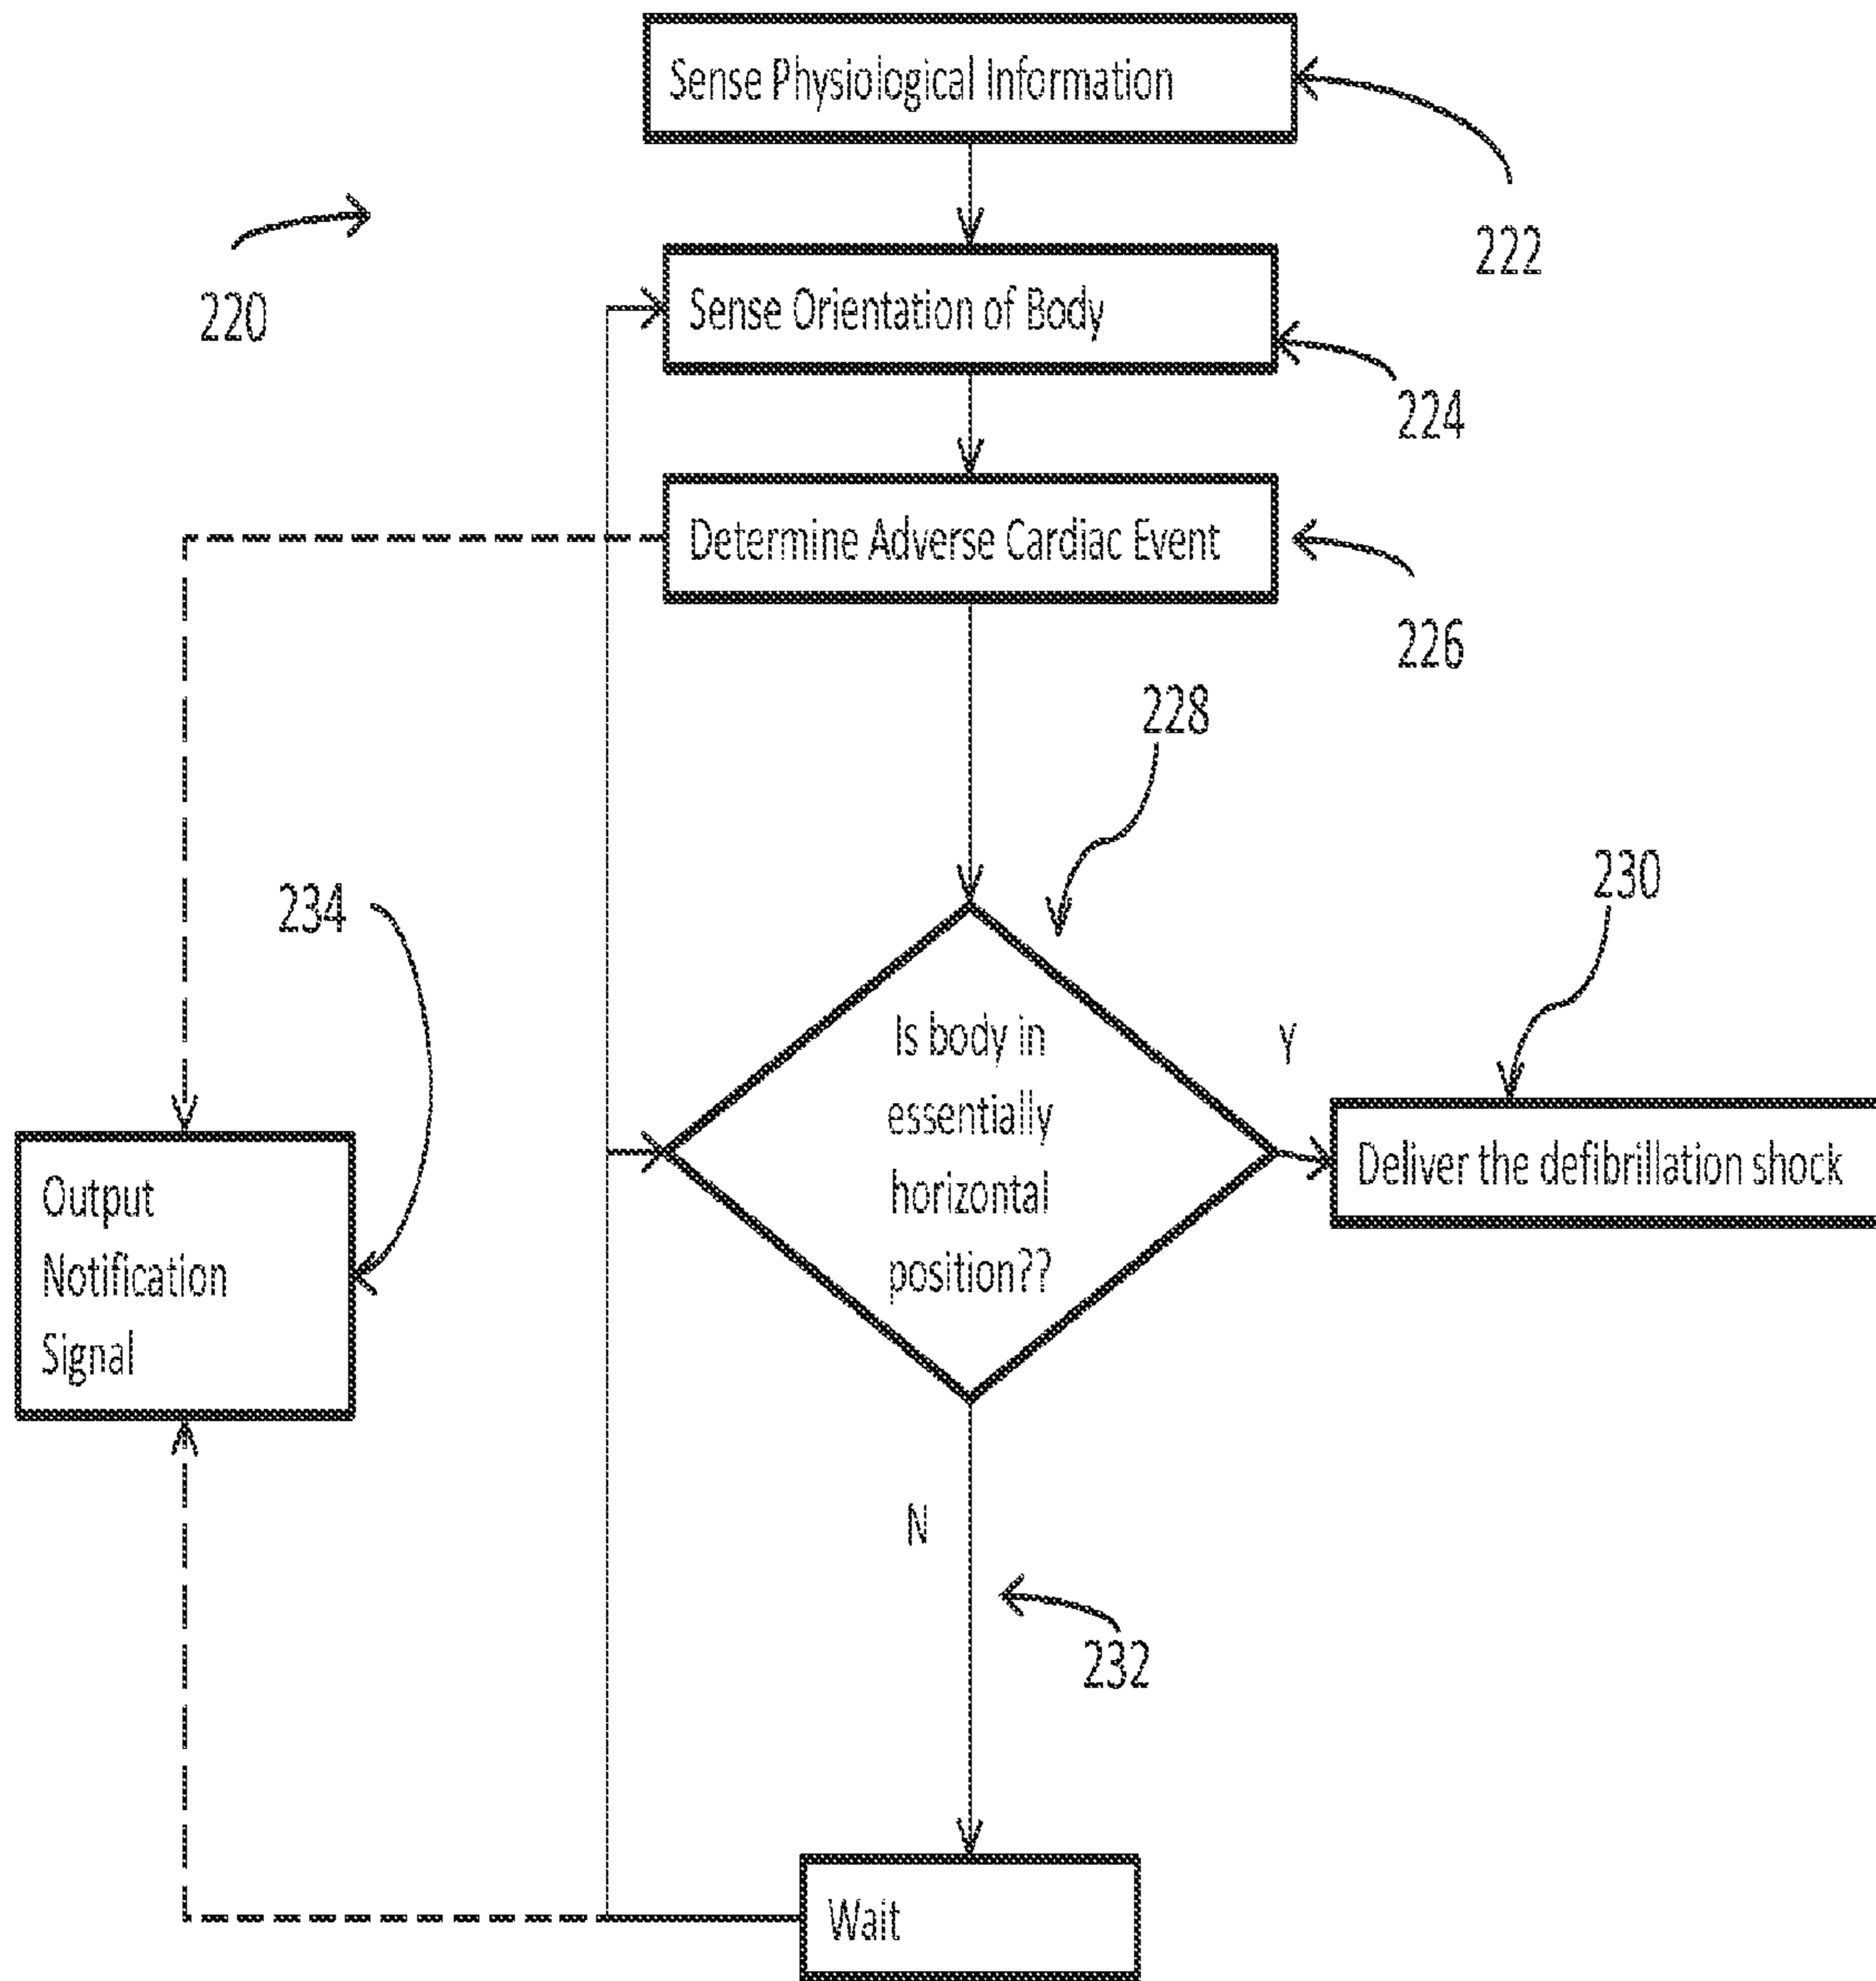 Sense Physiological Information
222
220
Sense Orientation of Body
224
Determine Adverse Cardiac Event
226
228
230
234
Is body in
essentially
horizontal
position??
Y
Deliver the defibrillation shock
Output
Notification
Signal
N
232
Wait